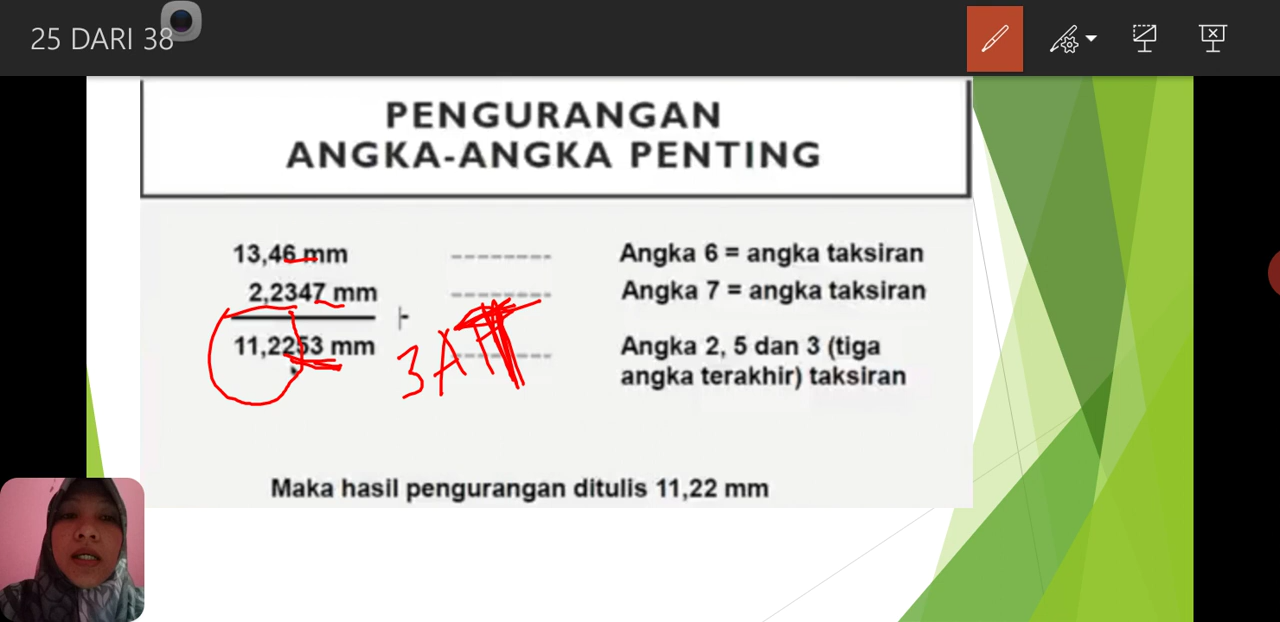 25 DARI 38
PENGURANGAN
ANGKA-ANGKA PENTING
13,46 mm -------- Angka 6 = angka taksiran
2,2347 mm -------- Angka 7 = angka taksiran
11,2253 mm -------- Angka 2, 5 dan 3 (tiga
angka terakhir) taksiran
3 A
Maka hasil pengurangan ditulis 11,22 mm